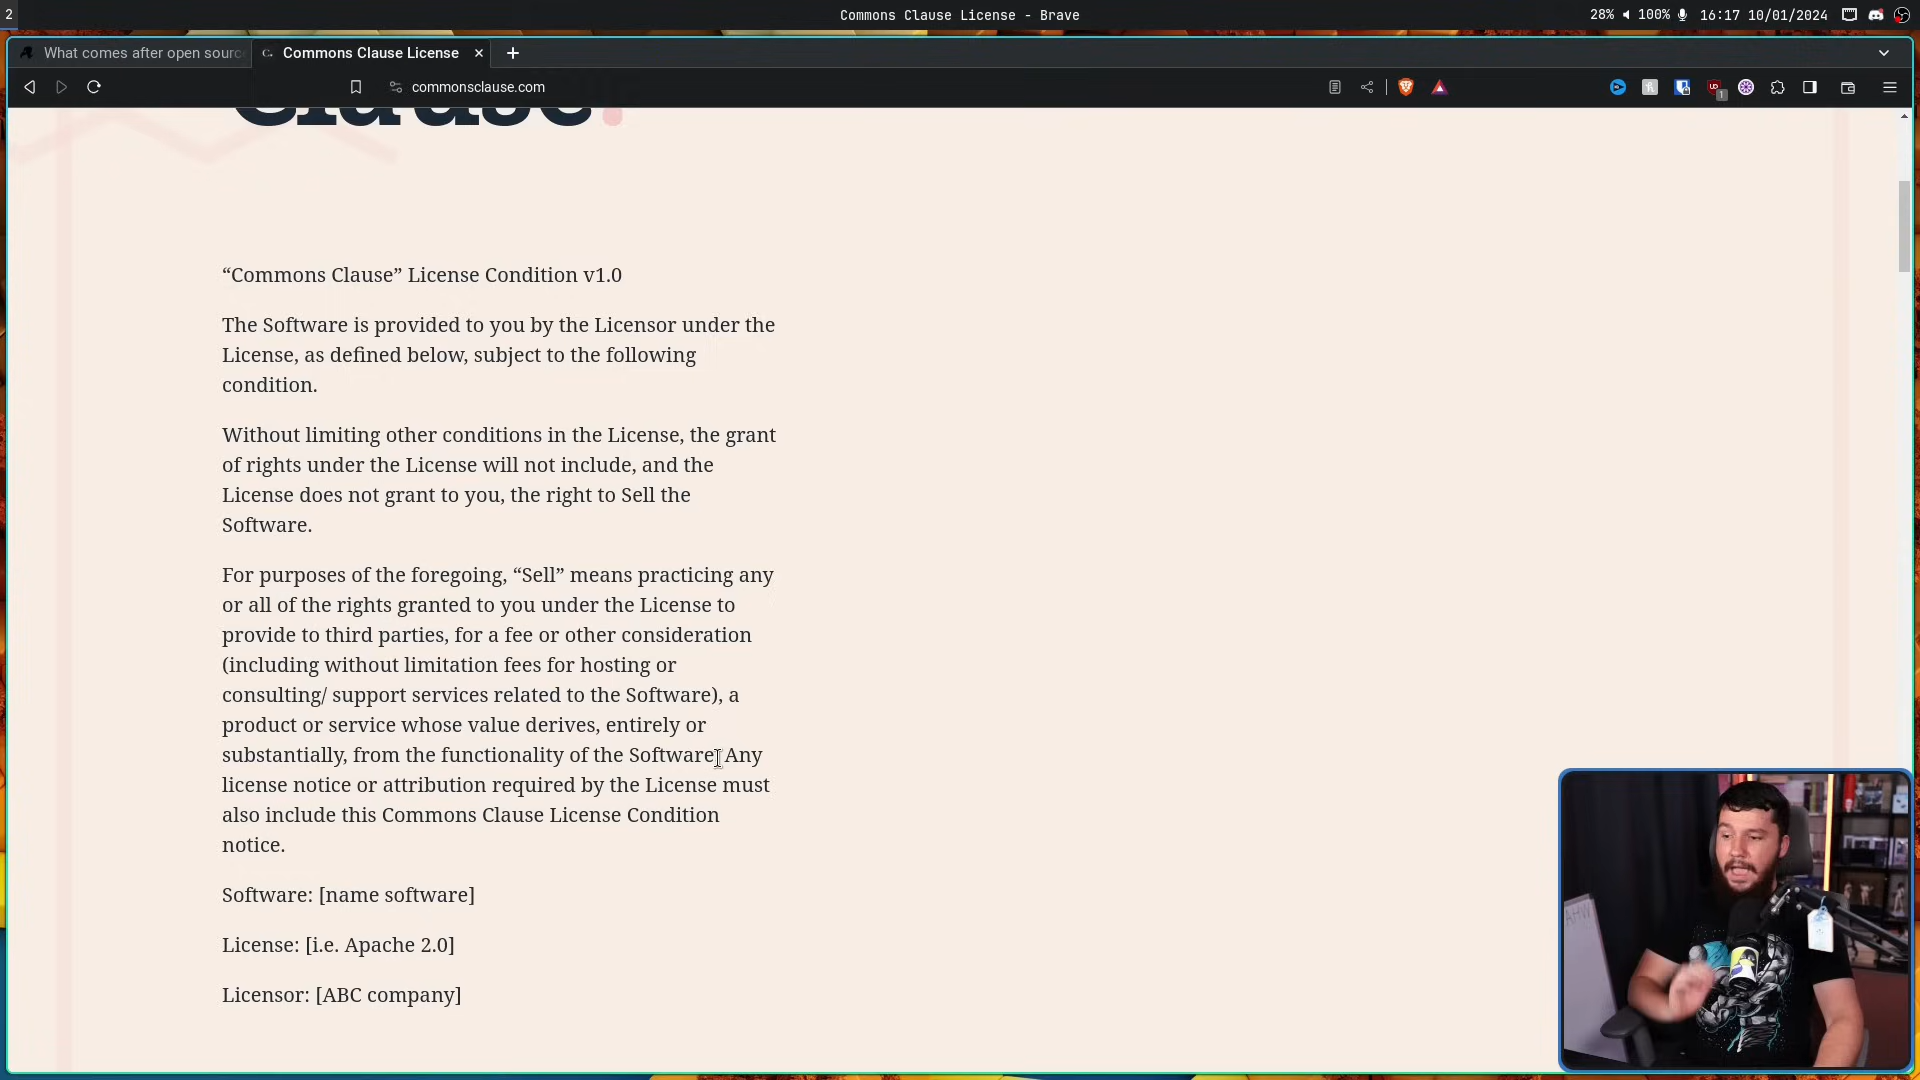 2
Commons Clause License - Brave
28% 100% 16:17 10/01/2024
What comes after open sourc
C. Commons Clause License
commonsclause.com
1
Clause.
“Commons Clause” License Condition v1.0
The Software is provided to you by the Licensor under the
License, as defined below, subject to the following
condition.
Without limiting other conditions in the License, the grant
of rights under the License will not include, and the
License does not grant to you, the right to Sell the
Software.
For purposes of the foregoing, “Sell” means practicing any
or all of the rights granted to you under the License to
provide to third parties, for a fee or other consideration
(including without limitation fees for hosting or
consulting/ support services related to the Software), a
product or service whose value derives, entirely or
substantially, from the functionality of the Software. Any
license notice or attribution required by the License must
also include this Commons Clause License Condition
notice.
Software: [name software]
License: [i.e. Apache 2.0]
Licensor: [ABC company]